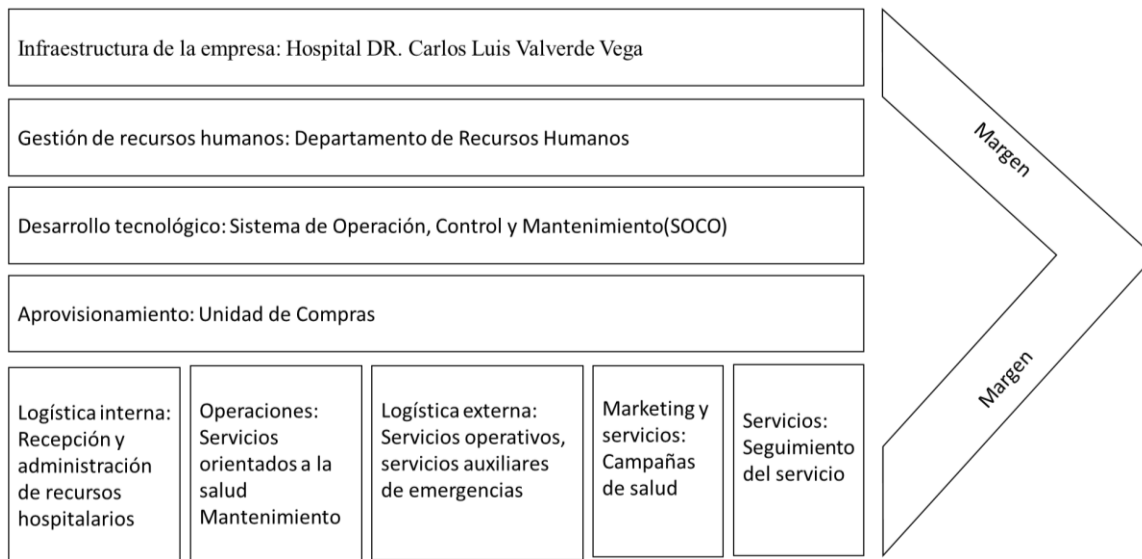 Infraestructura de la empresa: Hospital DR. Carlos Luis Valverde Vega
Gestión de recursos humanos: Departamento de Recursos Humanos
Desarrollo tecnológico: Sistema de Operación, Control y Mantenimiento(SOCO)
Aprovisionamiento: Unidad de Compras
Logística interna:
Recepción y
administración
de recursos
hospitalarios
Operaciones:
Servicios
orientados a la
salud
Mantenimiento
Logística externa:
Servicios operativos,
servicios auxiliares
de emergencias
Marketing y
servicios:
Campañas
de salud
Servicios:
Seguimiento
del servicio
Margen
Margen